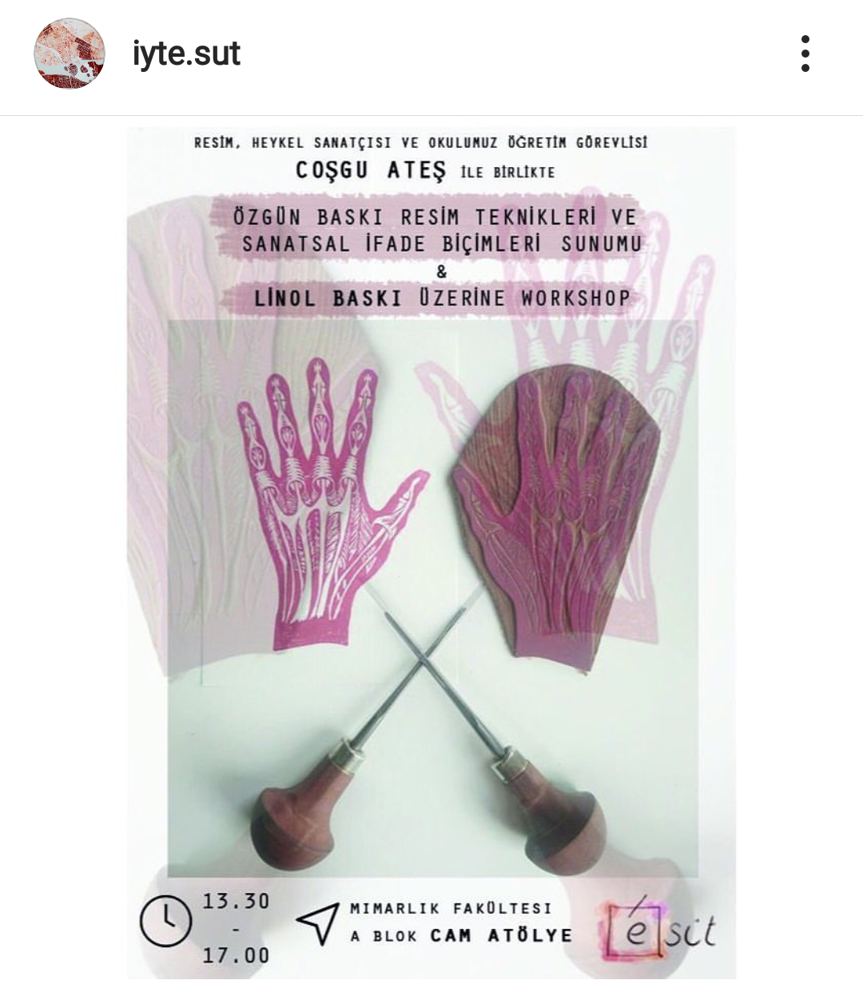 iyte.sut
RESİM, HEYKEL SANATÇISI VE OKULUMUZ ÖĞRETİM GÖREVLİSİ
COŞGU ATEŞ İLE BİRLİKTE
ÖZGÜN BASKI RESİM TEKNİKLERİ VE
SANATSAL İFADE BİÇİMLERİ SUNUMU
&
LİNOL BASKI ÜZERİNE WORKSHOP
13.30
-
17.00
MIMARLIK FAKÜLTESI
A BLOK CAM ATÖLYE
ésit